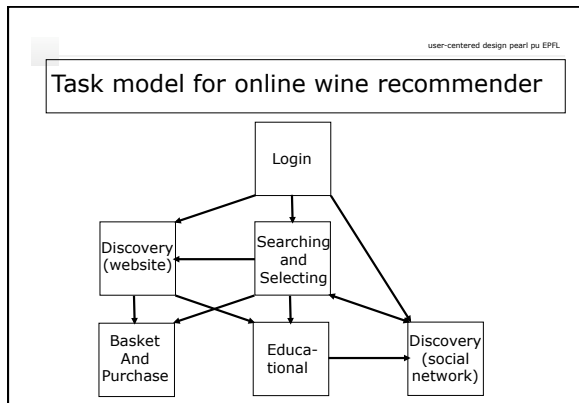 user-centered design pearl pu EPFL
Task model for online wine recommender
Login
Discovery
(website)
Searching
and
Selecting
Basket
And
Purchase
Educa-
tional
Discovery
(social
network)